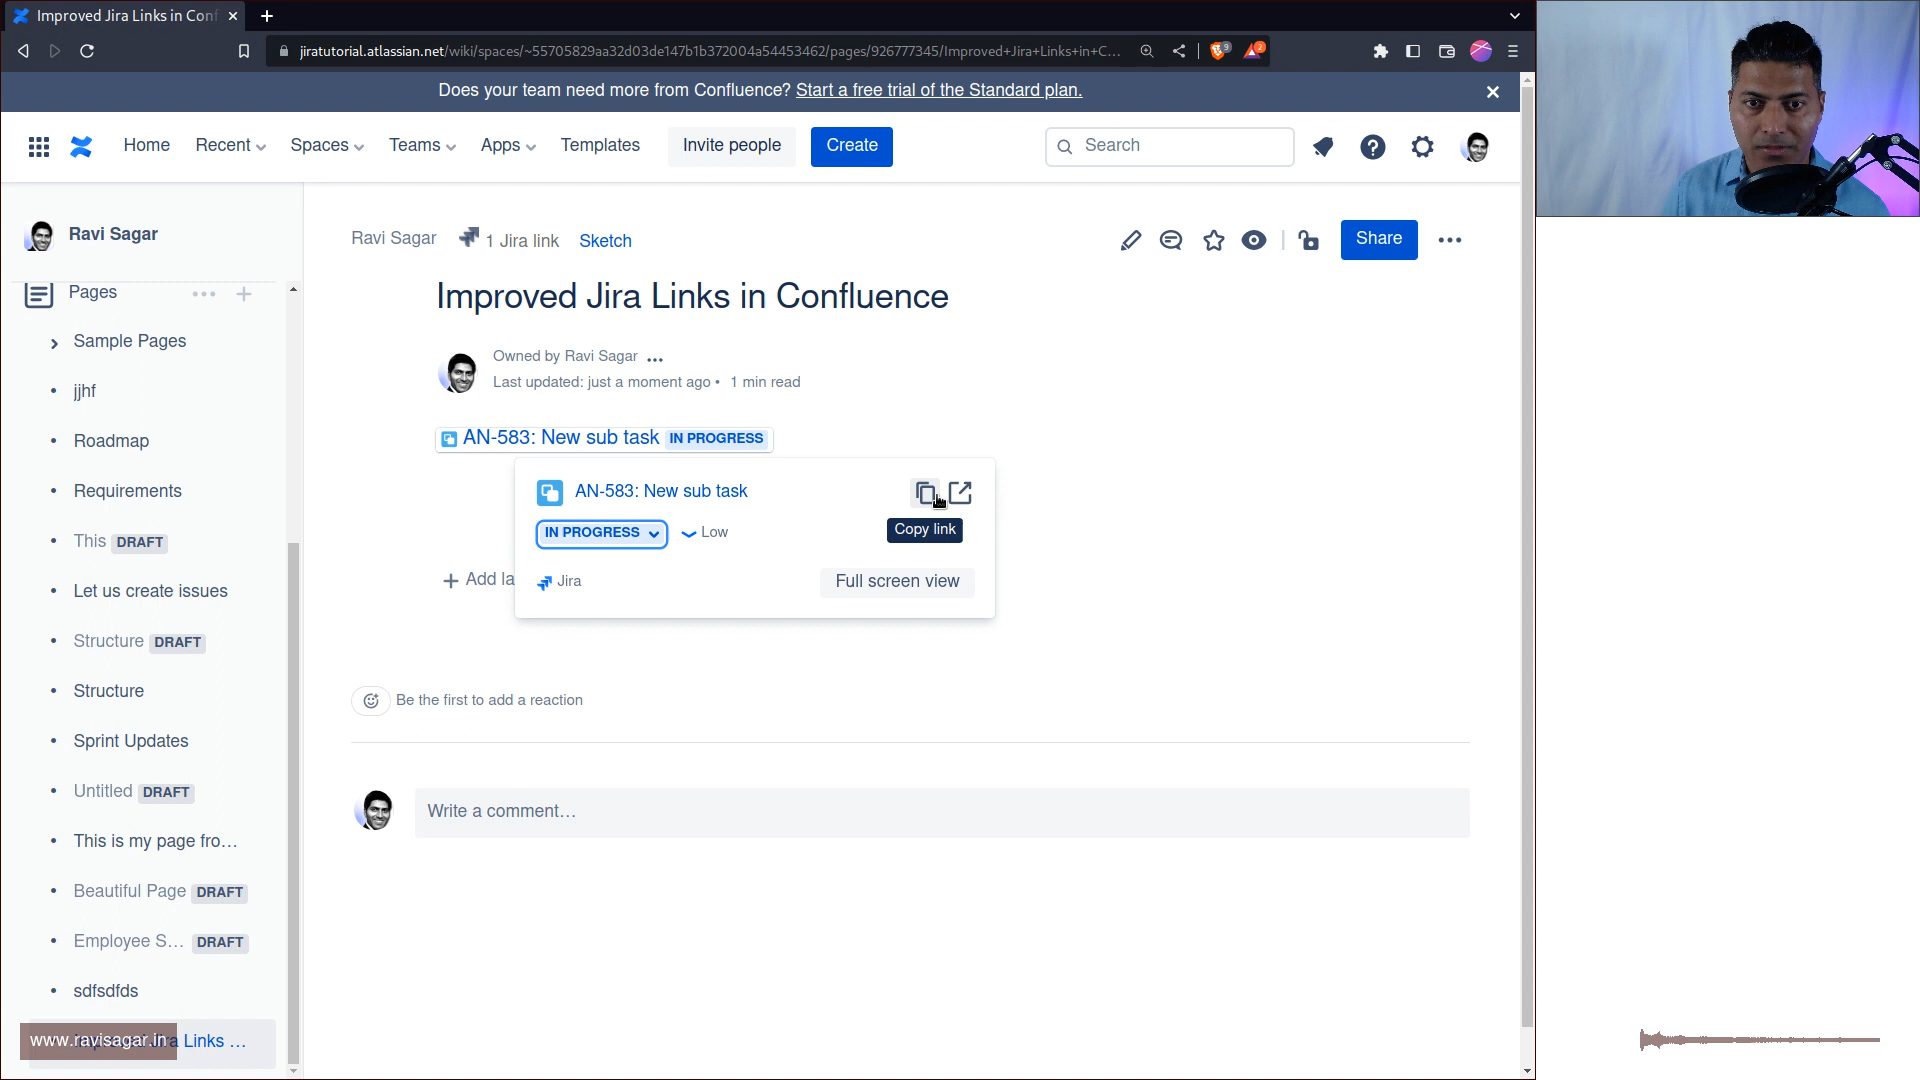 Improved Jira Links in Conf
jiratutorial.atlassian.net/wiki/spaces/~55705829aa32d03de147b1b372004a54453462/pages/926777345/Improved+Jira+Links+in+C...
9
2
Does your team need more from Confluence? Start a free trial of the Standard plan.
Home Recent Spaces Teams Apps Templates Invite people Create Search
Ravi Sagar
Pages
Sample Pages
jjhf
Roadmap
Requirements
This DRAFT
Let us create issues
Structure DRAFT
Structure
Sprint Updates
Untitled DRAFT
This is my page fro...
Beautiful Page DRAFT
Employee S... DRAFT
sdfsdfds
Links ...
www.ravisagar.in
Ravi Sagar 1 Jira link Sketch
Share
Improved Jira Links in Confluence
Owned by Ravi Sagar
Last updated: just a moment ago • 1 min read
AN-583: New sub task IN PROGRESS
AN-583: New sub task
Copy link
IN PROGRESS Low
Add la
Jira Full screen view
Be the first to add a reaction
Write a comment...